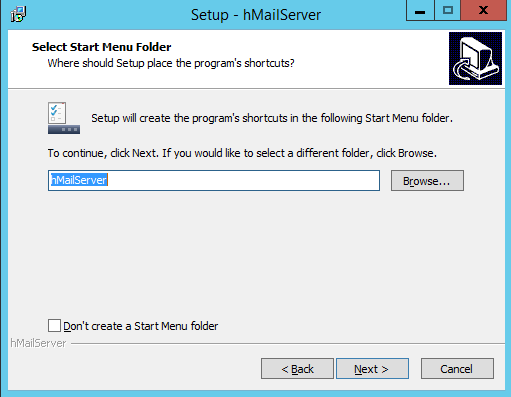 Setup - hMailServer
Select Start Menu Folder
Where should Setup place the program's shortcuts?
Setup will create the program's shortcuts in the following Start Menu folder.
To continue, click Next. If you would like to select a different folder, click Browse.
hMailServer
Browse...
Don't create a Start Menu folder
hMailServer
< Back
Next >
Cancel